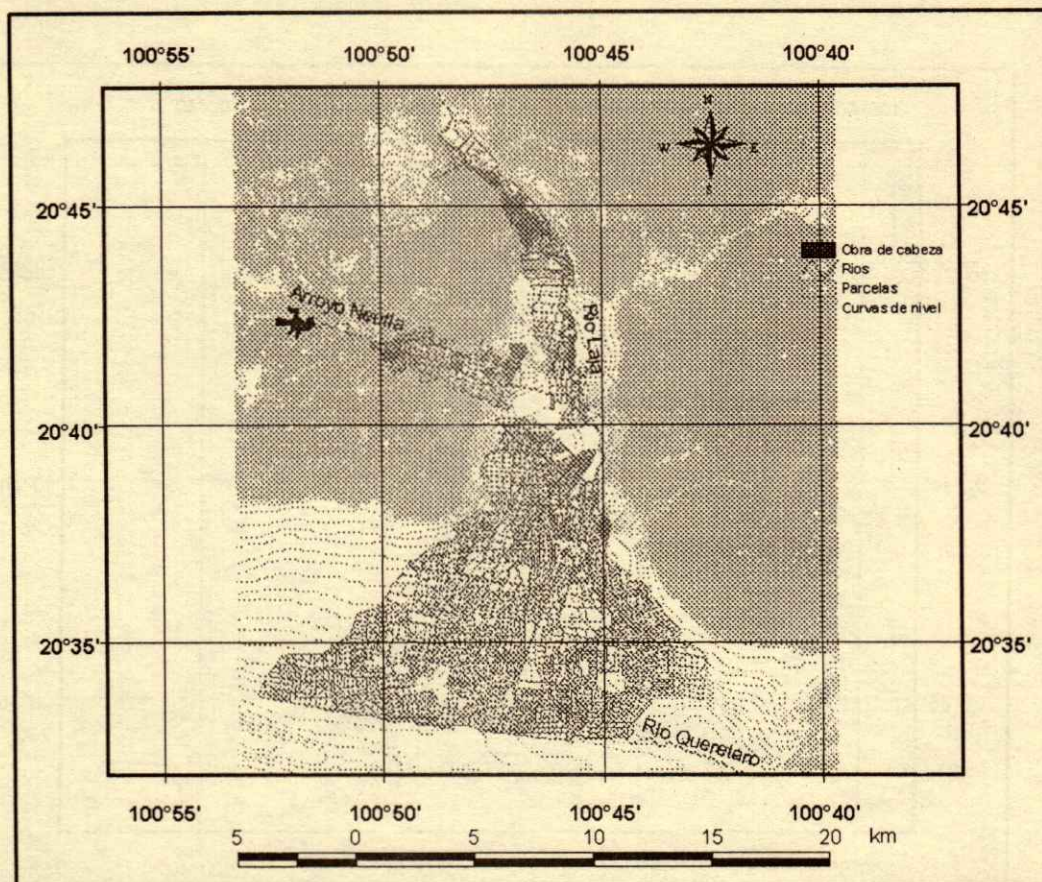 100°55' 100°50' 100°45' 100°40'
N
W E
S
20°45' 20°45'
Obra de cabeza
Rios
Parcelas
Curvas de nivel
Arroyo Neutla
Rio Laja
20°40' 20°40'
20°35' 20°35'
Río Queretaro
100°55' 100°50' 100°45' 100°40'
5 0 5 10 15 20 km